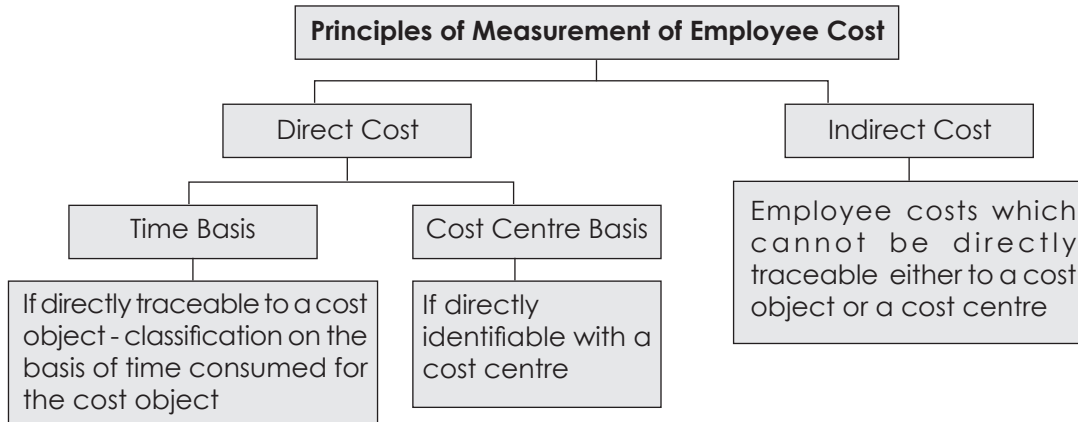 Principles of Measurement of Employee Cost
Direct Cost
Indirect Cost
Time Basis
Cost Centre Basis
If directly traceable to a cost
object - classification on the
basis of time consumed for
the cost object
If directly
identifiable with a
cost centre
Employee costs which
cannot be directly
traceable either to a cost
object or a cost centre